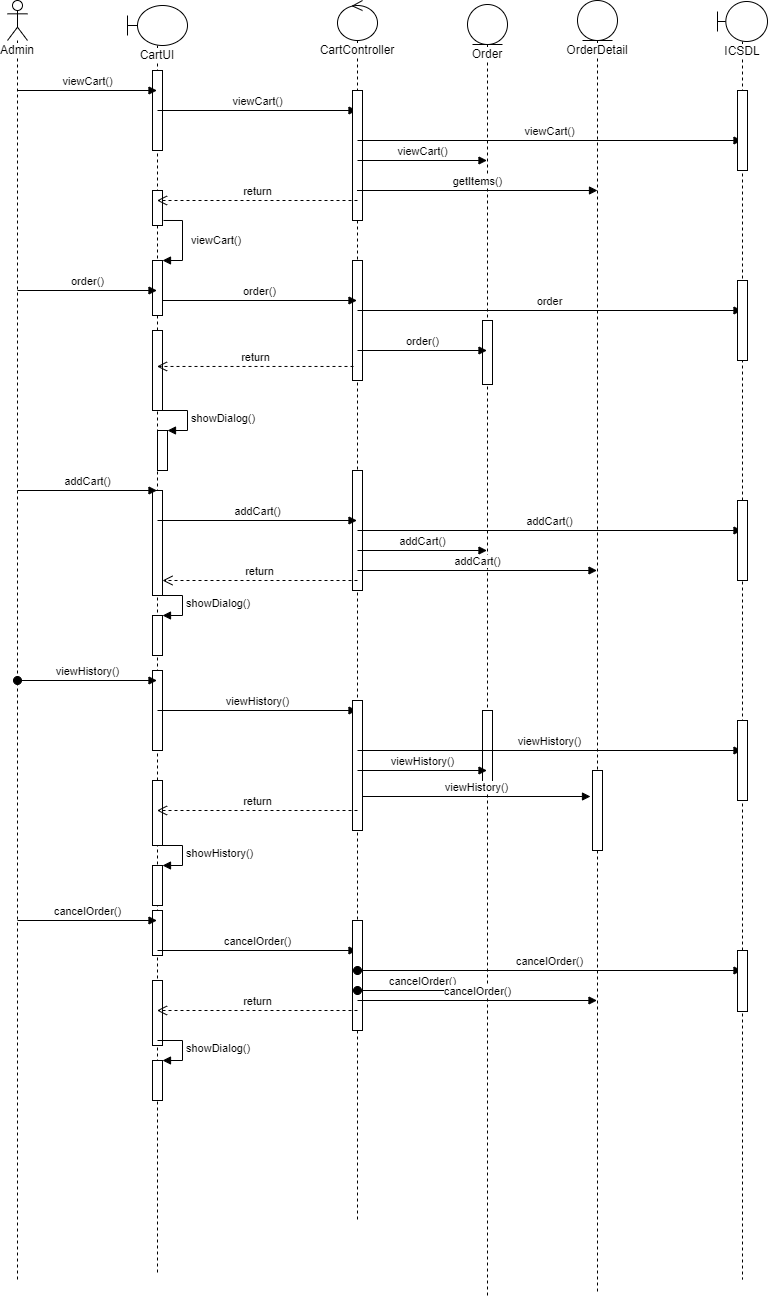 Admin
CartUI
CartController
Order
OrderDetail
ICSDL
viewCart()
viewCart()
viewCart()
viewCart()
getItems()
return
viewCart()
order()
order()
order
order()
return
showDialog()
addCart()
addCart()
addCart()
addCart()
addCart()
return
showDialog()
viewHistory()
viewHistory()
viewHistory()
viewHistory()
viewHistory()
return
showHistory()
cancelOrder()
cancelOrder()
cancelOrder()
cancelOrder()
cancelOrder()
return
showDialog()